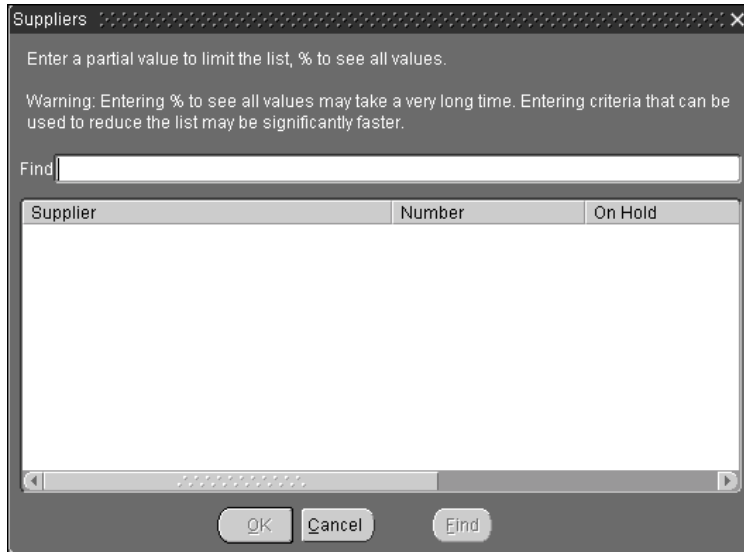 Suppliers
Enter a partial value to limit the list, % to see all values.
Warning: Entering % to see all values may take a very long time. Entering criteria that can be
used to reduce the list may be significantly faster.
Find
Supplier Number On Hold
OK Cancel Find